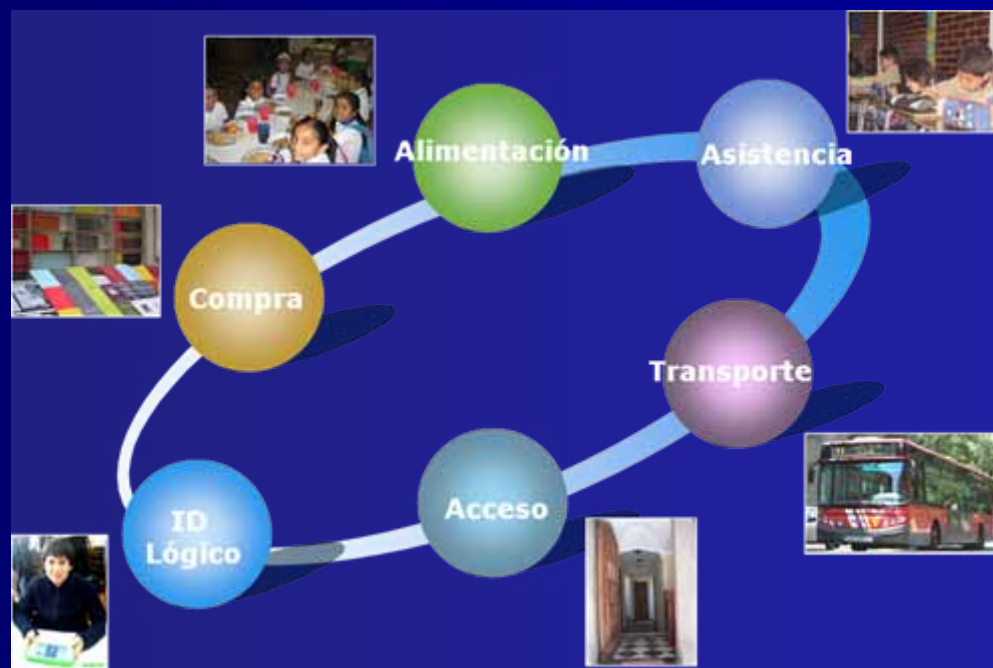 Alimentación
Asistencia
Compra
Transporte
ID
Lógico
Acceso